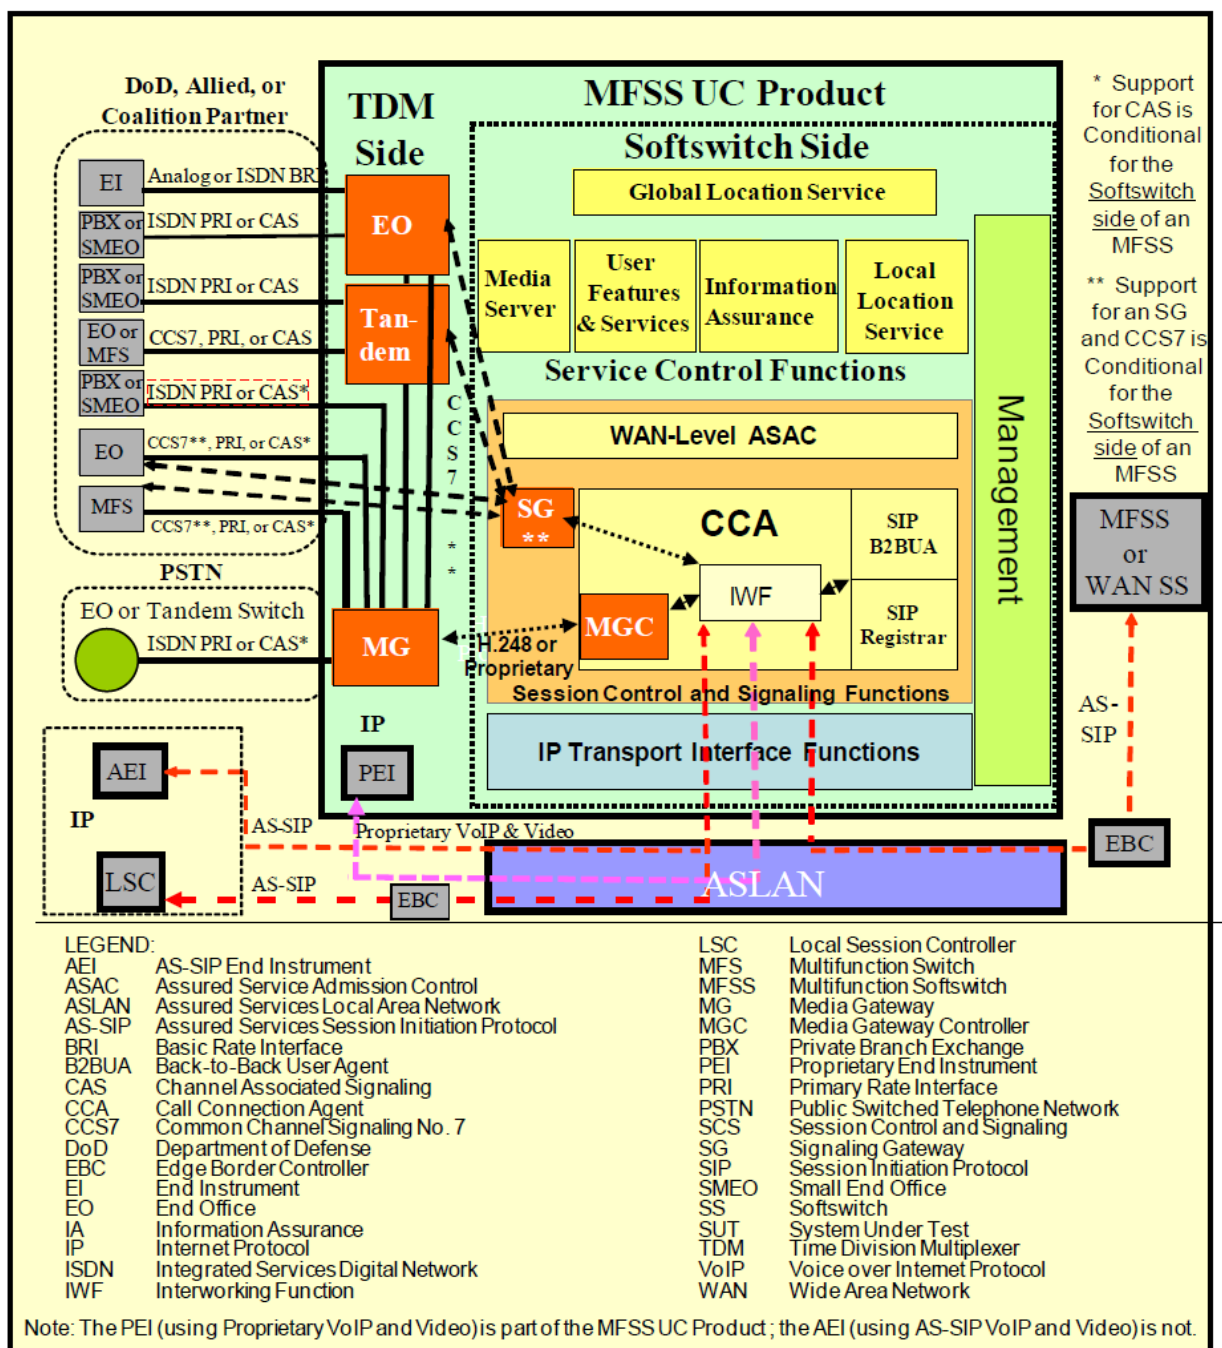 DoD, Allied, or
Coalition Partner
EI
Analog or ISDN BRI
PBX or
SMEO
ISDN PRI or CAS
PBX or
SMEO
ISDN PRI or CAS
EO or
MFS
CCS7, PRI, or CAS
PBX or
SMEO
ISDN PRI or CAS*
EO
CCS7**, PRI, or CAS*
MFS
CCS7**, PRI, or CAS*
PSTN
EO or Tandem Switch
ISDN PRI or CAS*
TDM
Side
EO
Tan-
dem
C
C
S
7
*
*
MG
IP
PEI
MFSS UC Product
Softswitch Side
Global Location Service
Media
Server
User
Features
& Services
Information
Assurance
Local
Location
Service
Service Control Functions
WAN-Level ASAC
SG
**
CCA
SIP
B2BUA
IWF
MGC
SIP
Registrar
H.248 or
Proprietary
Session Control and Signaling Functions
IP Transport Interface Functions
Management
* Support
for CAS is
Conditional
for the
Softswitch
side of an
MFSS
** Support
for an SG
and CCS7 is
Conditional
for the
Softswitch
side of an
MFSS
MFSS
or
WAN SS
AS-
SIP
EBC
AEI
IP
LSC
AS-SIP
Proprietary VoIP & Video
AS-SIP
EBC
ASLAN
LEGEND:
AEI AS-SIP End Instrument
ASAC Assured Service Admission Control
ASLAN Assured Services Local Area Network
AS-SIP Assured Services Session Initiation Protocol
BRI Basic Rate Interface
B2BUA Back-to-Back User Agent
CAS Channel Associated Signaling
CCA Call Connection Agent
CCS7 Common Channel Signaling No. 7
DoD Department of Defense
EBC Edge Border Controller
EI End Instrument
EO End Office
IA Information Assurance
IP Internet Protocol
ISDN Integrated Services Digital Network
IWF Interworking Function
LSC Local Session Controller
MFS Multifunction Switch
MFSS Multifunction Softswitch
MG Media Gateway
MGC Media Gateway Controller
PBX Private Branch Exchange
PEI Proprietary End Instrument
PRI Primary Rate Interface
PSTN Public Switched Telephone Network
SCS Session Control and Signaling
SG Signaling Gateway
SIP Session Initiation Protocol
SMEO Small End Office
SS Softswitch
SUT System Under Test
TDM Time Division Multiplexer
VoIP Voice over Internet Protocol
WAN Wide Area Network
Note: The PEI (using Proprietary VoIP and Video) is part of the MFSS UC Product; the AEI (using AS-SIP VoIP and Video) is not.